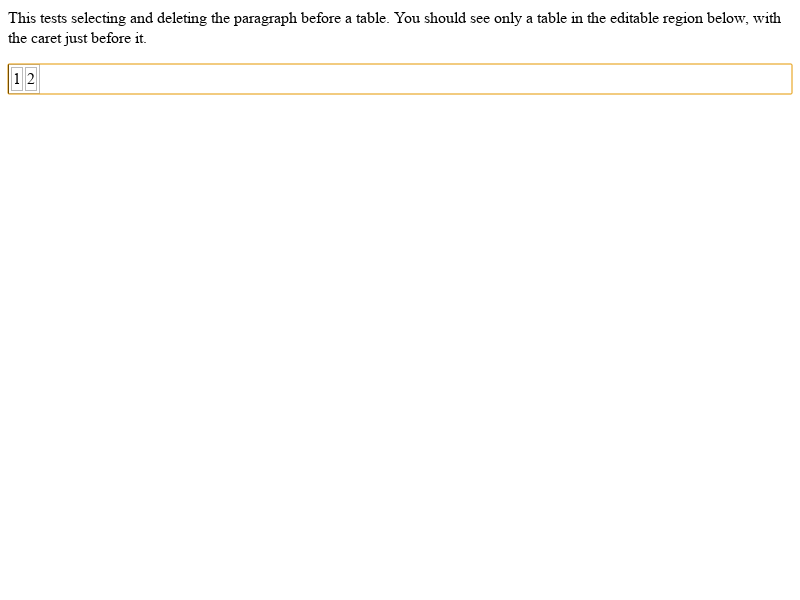 This tests selecting and deleting the paragraph before a table. You should see only a table in the editable region below, with
the caret just before it.
1 2